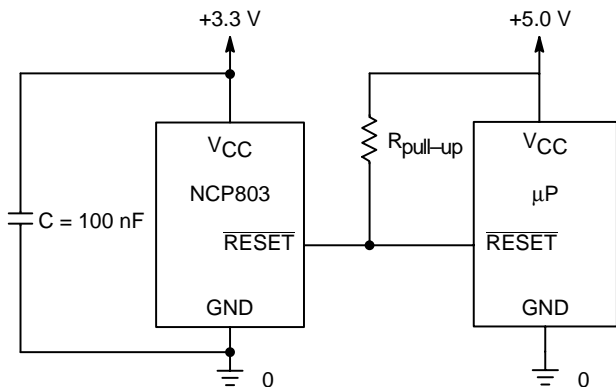 +3.3 V
+5.0 V
VCC
NCP803
RESET
GND
C = 100 nF
0
Rpull–up
VCC
μP
RESET
GND
0